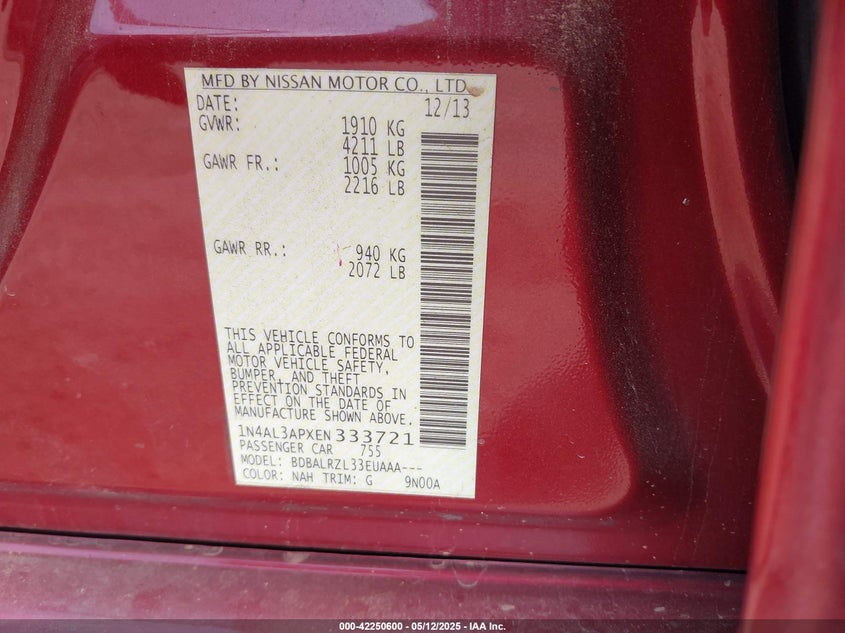 MFD BY NISSAN MOTOR CO., LTD.
DATE: 12/13
GVWR: 1910 KG
4211 LB
GAWR FR.: 1005 KG
2216 LB
GAWR RR.: 940 KG
2072 LB
THIS VEHICLE CONFORMS TO
ALL APPLICABLE FEDERAL
MOTOR VEHICLE SAFETY,
BUMPER, AND THEFT
PREVENTION STANDARDS IN
EFFECT ON THE DATE OF
MANUFACTURE SHOWN ABOVE.
1N4AL3APXEN333721
PASSENGER CAR 755
MODEL: BDBALRZL33EUAAA---
COLOR: NAH TRIM: G 9N00A
000-42250600 - 05/12/2025 - IAA Inc.